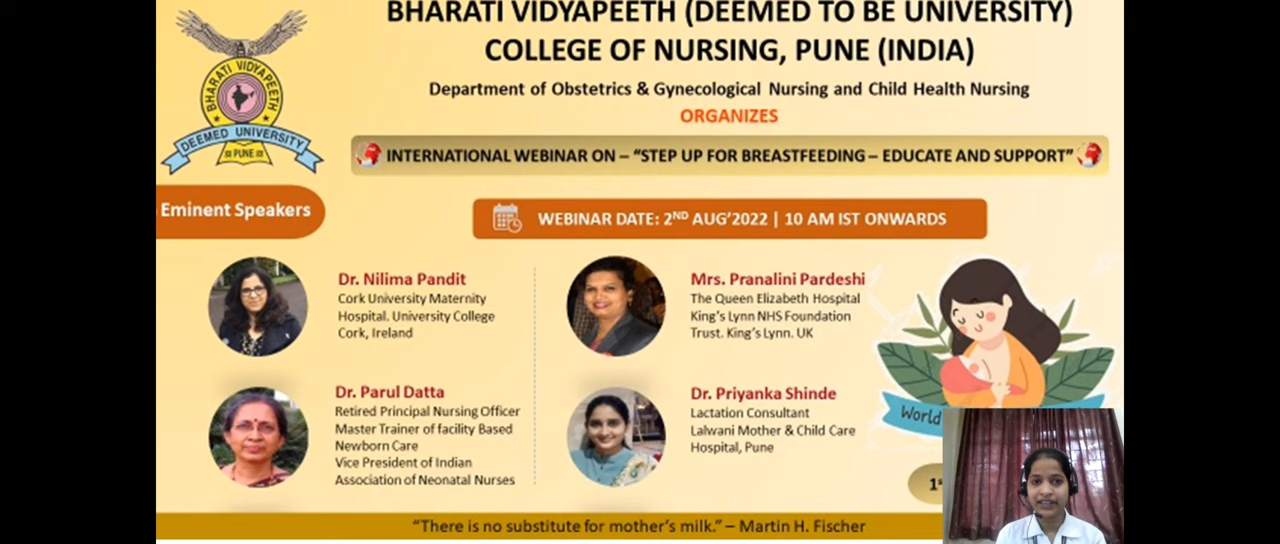 BHARATI VIDYAPEETH (DEEMED TO BE UNIVERSITY)
COLLEGE OF NURSING, PUNE (INDIA)
Department of Obstetrics & Gynecological Nursing and Child Health Nursing
ORGANIZES
INTERNATIONAL WEBINAR ON – “STEP UP FOR BREASTFEEDING – EDUCATE AND SUPPORT”
BHARATI VIDYAPEETH
DEEMED UNIVERSITY
PUNE
Eminent Speakers
WEBINAR DATE: 2ND AUG’2022 | 10 AM IST ONWARDS
Dr. Nilima Pandit
Cork University Maternity
Hospital. University College
Cork, Ireland
Mrs. Pranalini Pardeshi
The Queen Elizabeth Hospital
King’s Lynn NHS Foundation
Trust. King’s Lynn. UK
Dr. Parul Datta
Retired Principal Nursing Officer
Master Trainer of facility Based
Newborn Care
Vice President of Indian
Association of Neonatal Nurses
Dr. Priyanka Shinde
Lactation Consultant
Lalwani Mother & Child Care
Hospital, Pune
World
“There is no substitute for mother’s milk.” – Martin H. Fischer